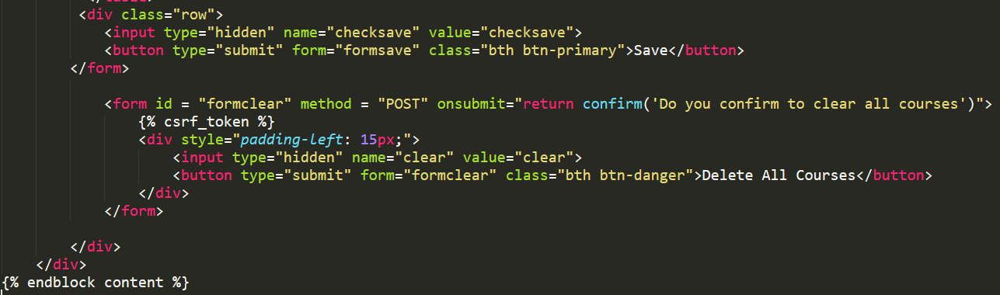 <div class="row">
<input type="hidden" name="checksave" value="checksave">
<button type="submit" form="formsave" class="bth btn-primary">Save</button>
</form>
<form id = "formclear" method = "POST" onsubmit="return confirm('Do you confirm to clear all courses')">
{% csrf_token %}
<div style="padding-left: 15px;">
<input type="hidden" name="clear" value="clear">
<button type="submit" form="formclear" class="bth btn-danger">Delete All Courses</button>
</div>
</form>
</div>
</div>
{% endblock content %}